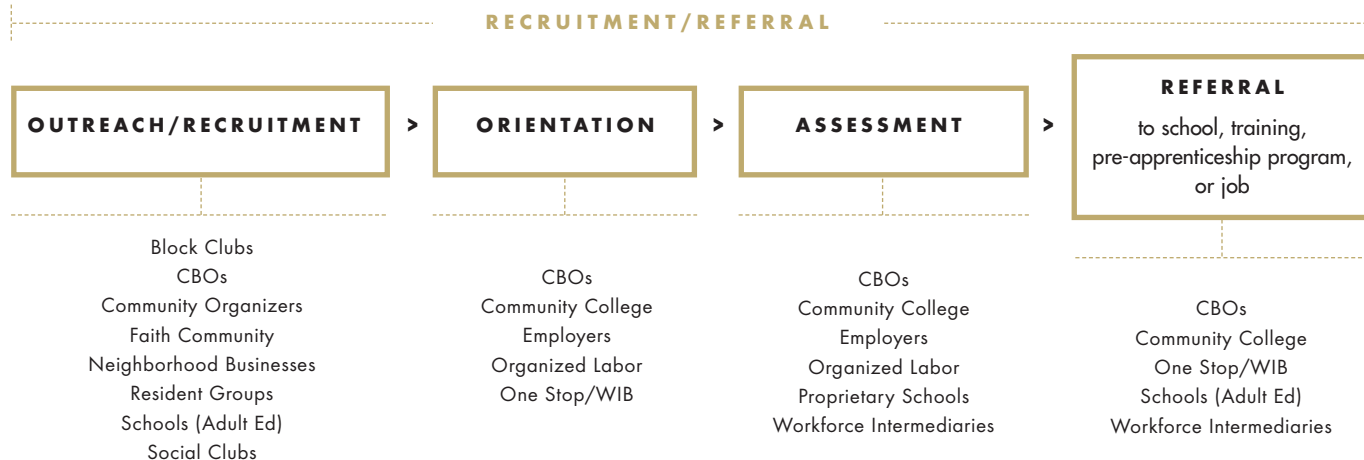 RECRUITMENT/REFERRAL
OUTREACH/RECRUITMENT
>
ORIENTATION
>
ASSESSMENT
>
REFERRAL
to school, training,
pre-apprenticeship program,
or job
Block Clubs
CBOs
Community Organizers
Faith Community
Neighborhood Businesses
Resident Groups
Schools (Adult Ed)
Social Clubs
CBOs
Community College
Employers
Organized Labor
One Stop/WIB
CBOs
Community College
Employers
Organized Labor
Proprietary Schools
Workforce Intermediaries
CBOs
Community College
One Stop/WIB
Schools (Adult Ed)
Workforce Intermediaries